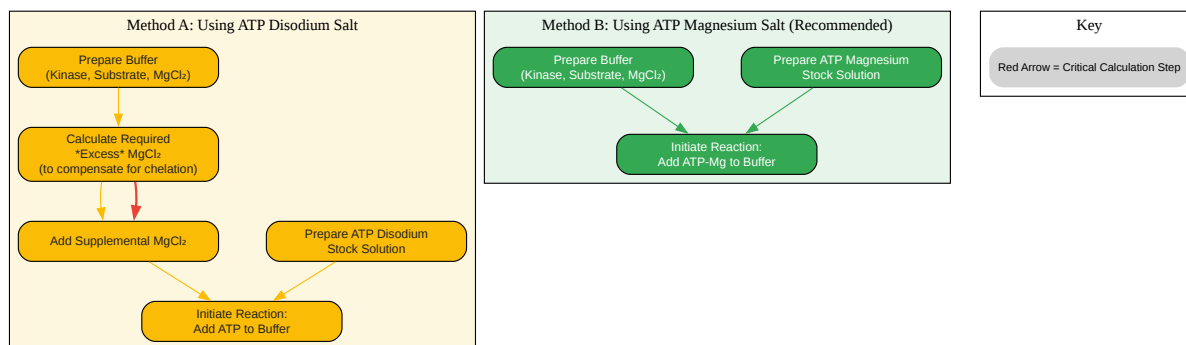 Method A: Using ATP Disodium Salt
Prepare Buffer
(Kinase, Substrate, MgCl₂)
Calculate Required
*Excess* MgCl₂
(to compensate for chelation)
Add Supplemental MgCl₂
Prepare ATP Disodium
Stock Solution
Initiate Reaction:
Add ATP to Buffer
Method B: Using ATP Magnesium Salt (Recommended)
Prepare Buffer
(Kinase, Substrate, MgCl₂)
Prepare ATP Magnesium
Stock Solution
Initiate Reaction:
Add ATP-Mg to Buffer
Key
Red Arrow = Critical Calculation Step